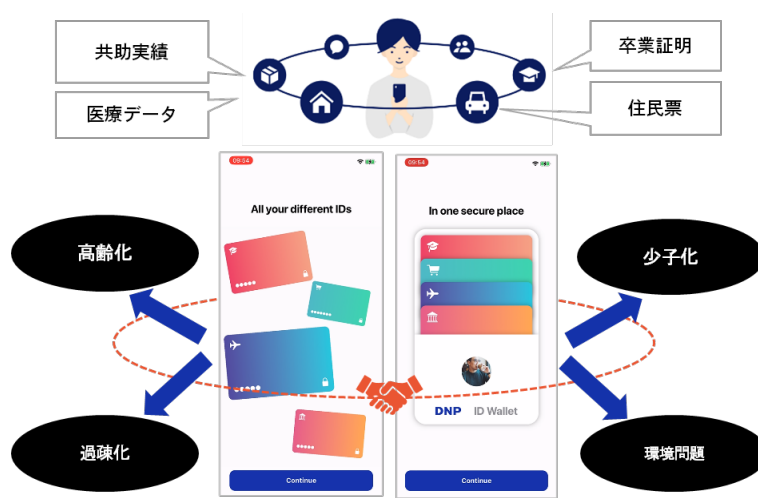 共助実績
卒業証明
医療データ
住民票
09:54
09:54
All your different IDs
In one secure place
高齢化
少子化
DNP ID Wallet
過疎化
環境問題
Continue
Continue